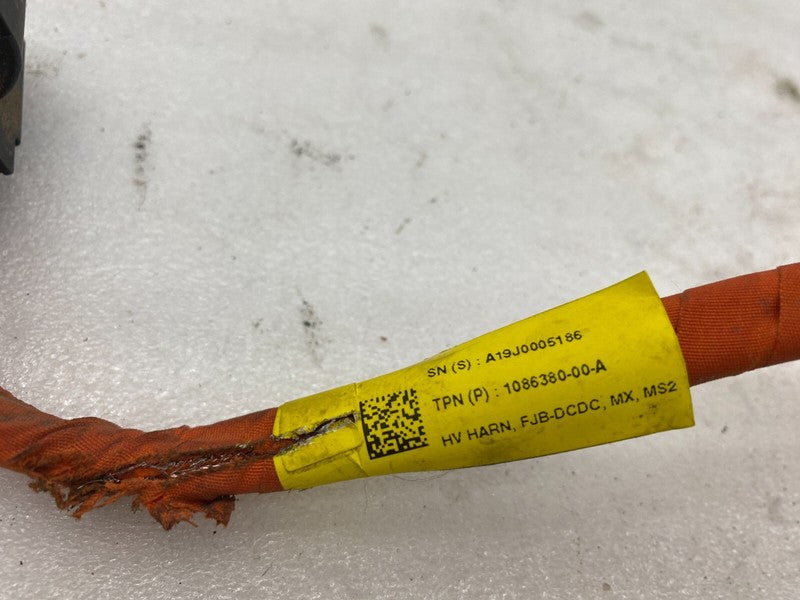 SN (S) : A19J0005186
TPN (P) : 1086380-00-A
HV HARN, FJB-DCDC, MX, MS2